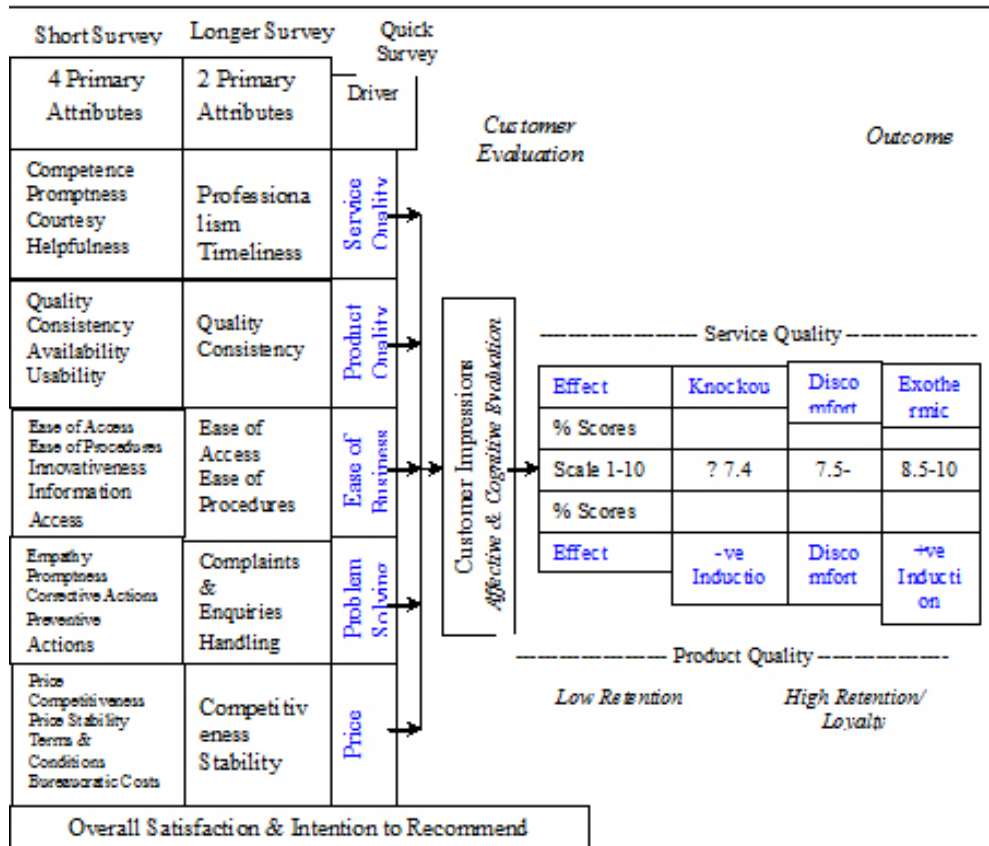 Short Survey
Longer Survey
Quick
Survey
4 Primary
Attributes
2 Primary
Attributes
Driver
Customer
Evaluation
Outcome
Competence
Promptness
Courtesy
Helpfulness
Professiona
lism
Timeliness
Service
Quality
Quality
Consistency
Availability
Usability
Quality
Consistency
Product
Quality
Ease of Access
Ease of Procedures
Innovativeness
Information
Access
Ease of
Access
Ease of
Procedures
Ease of
Business
Empathy
Promptness
Corrective Actions
Preventive
Actions
Complaints
&
Enquiries
Handling
Problem
Solving
Price
Competitiveness
Price Stability
Terms &
Conditions
Bureaucratic Costs
Competitiv
eness
Stability
Price
Overall Satisfaction & Intention to Recommend
Customer Impressions
Affective & Cognitive Evaluation
---------------------- Service Quality ----------------
Effect
Knockou
Disco
mfort
Exothe
rmic
% Scores
Scale 1-10
? 7.4
7.5-
8.5-10
% Scores
Effect
-ve
Inductio
Disco
mfort
+ve
Inducti
on
------------------ Product Quality ----------------
Low Retention
High Retention/
Loyalty